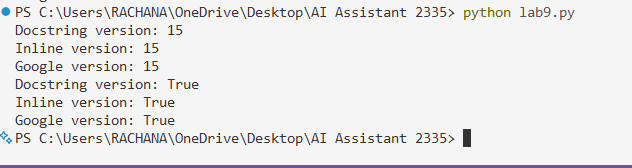 PS C:\Users\RACHANA\OneDrive\Desktop\AI Assistant 2335> python lab9.py
Docstring version: 15
Inline version: 15
Google version: 15
Docstring version: True
Inline version: True
Google version: True
PS C:\Users\RACHANA\OneDrive\Desktop\AI Assistant 2335>